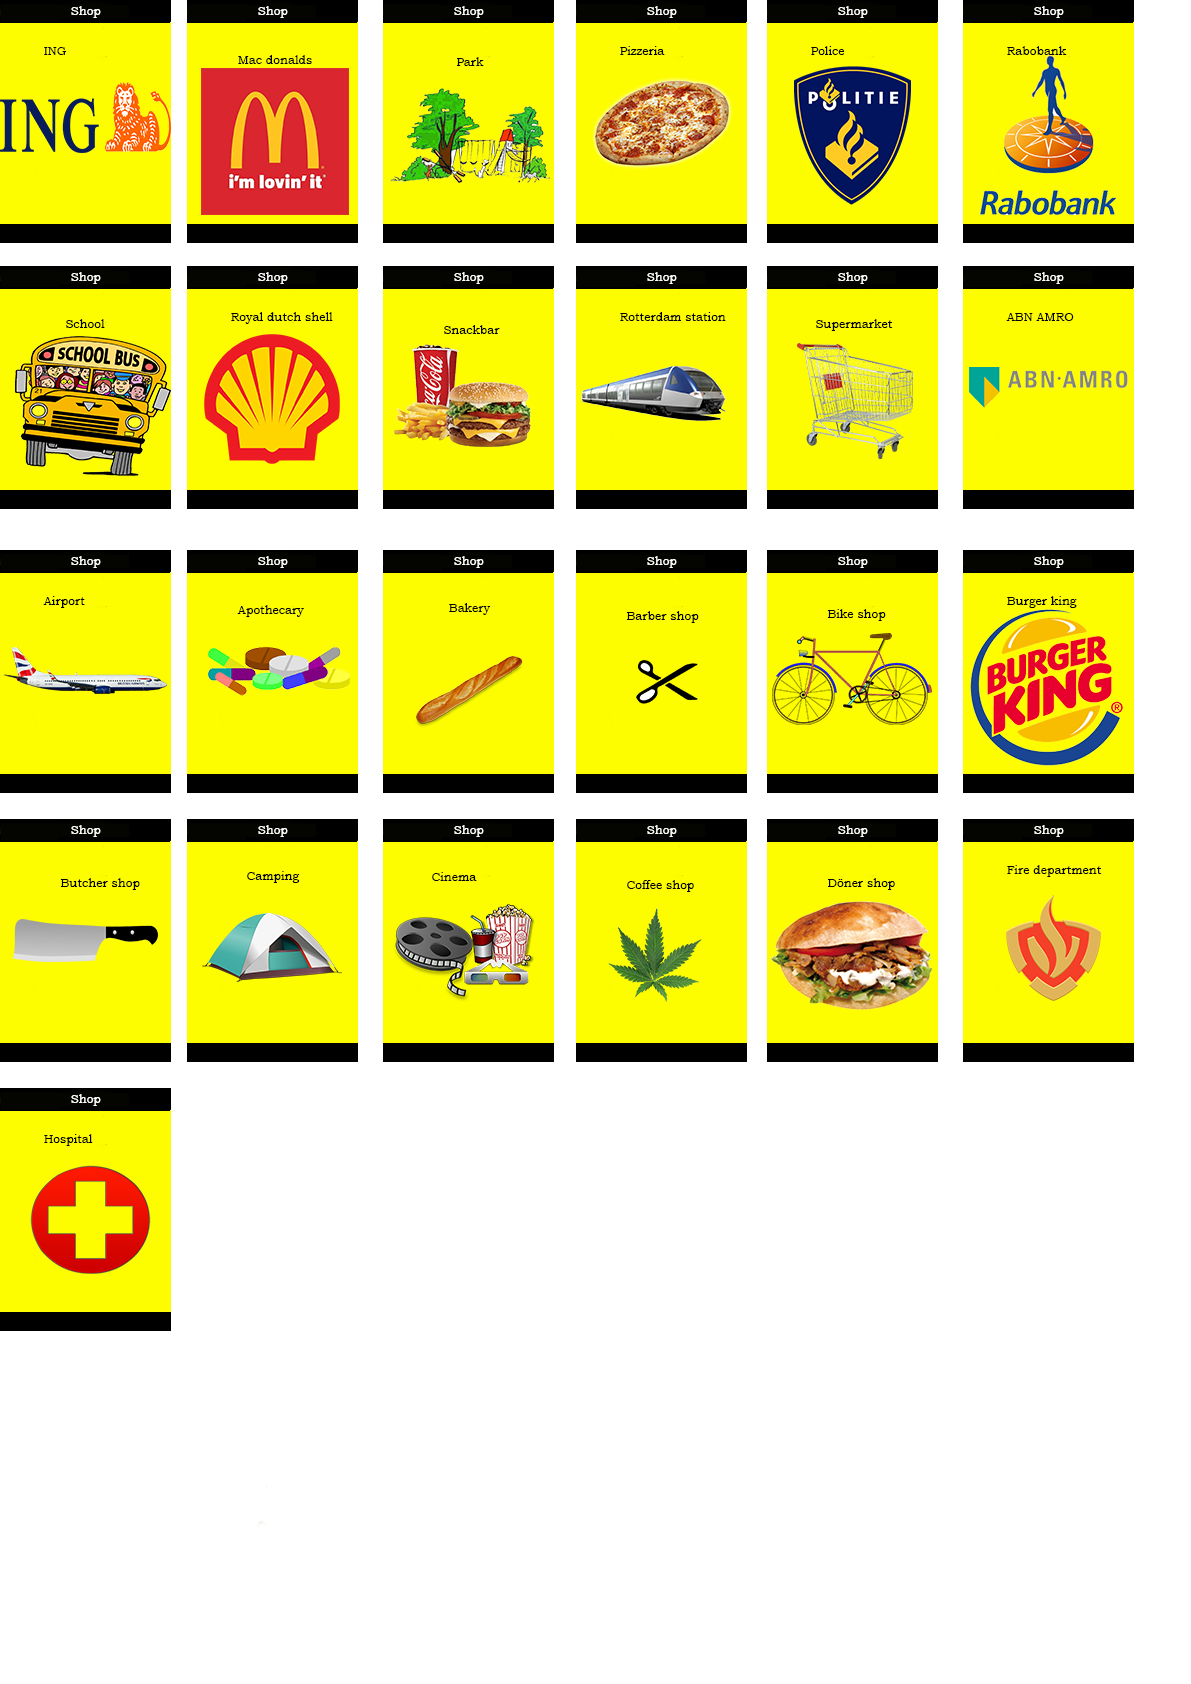 Shop
ING
ING
Shop
Mac donalds
i'm lovin' it®
Shop
Park
Shop
Pizzeria
Shop
Police
POLITIE
Shop
Rabobank
Rabobank
Shop
School
SCHOOL BUS
21
Shop
Royal dutch shell
Shop
Snackbar
Coca-Cola
Shop
Rotterdam station
Shop
Supermarket
Shop
ABN AMRO
ABN·AMRO
Shop
Airport
Shop
Apothecary
Shop
Bakery
Shop
Barber shop
Shop
Bike shop
Shop
Burger king
BURGER
KING®
Shop
Butcher shop
Shop
Camping
Shop
Cinema
Shop
Coffee shop
Shop
Döner shop
Shop
Fire department
Shop
Hospital